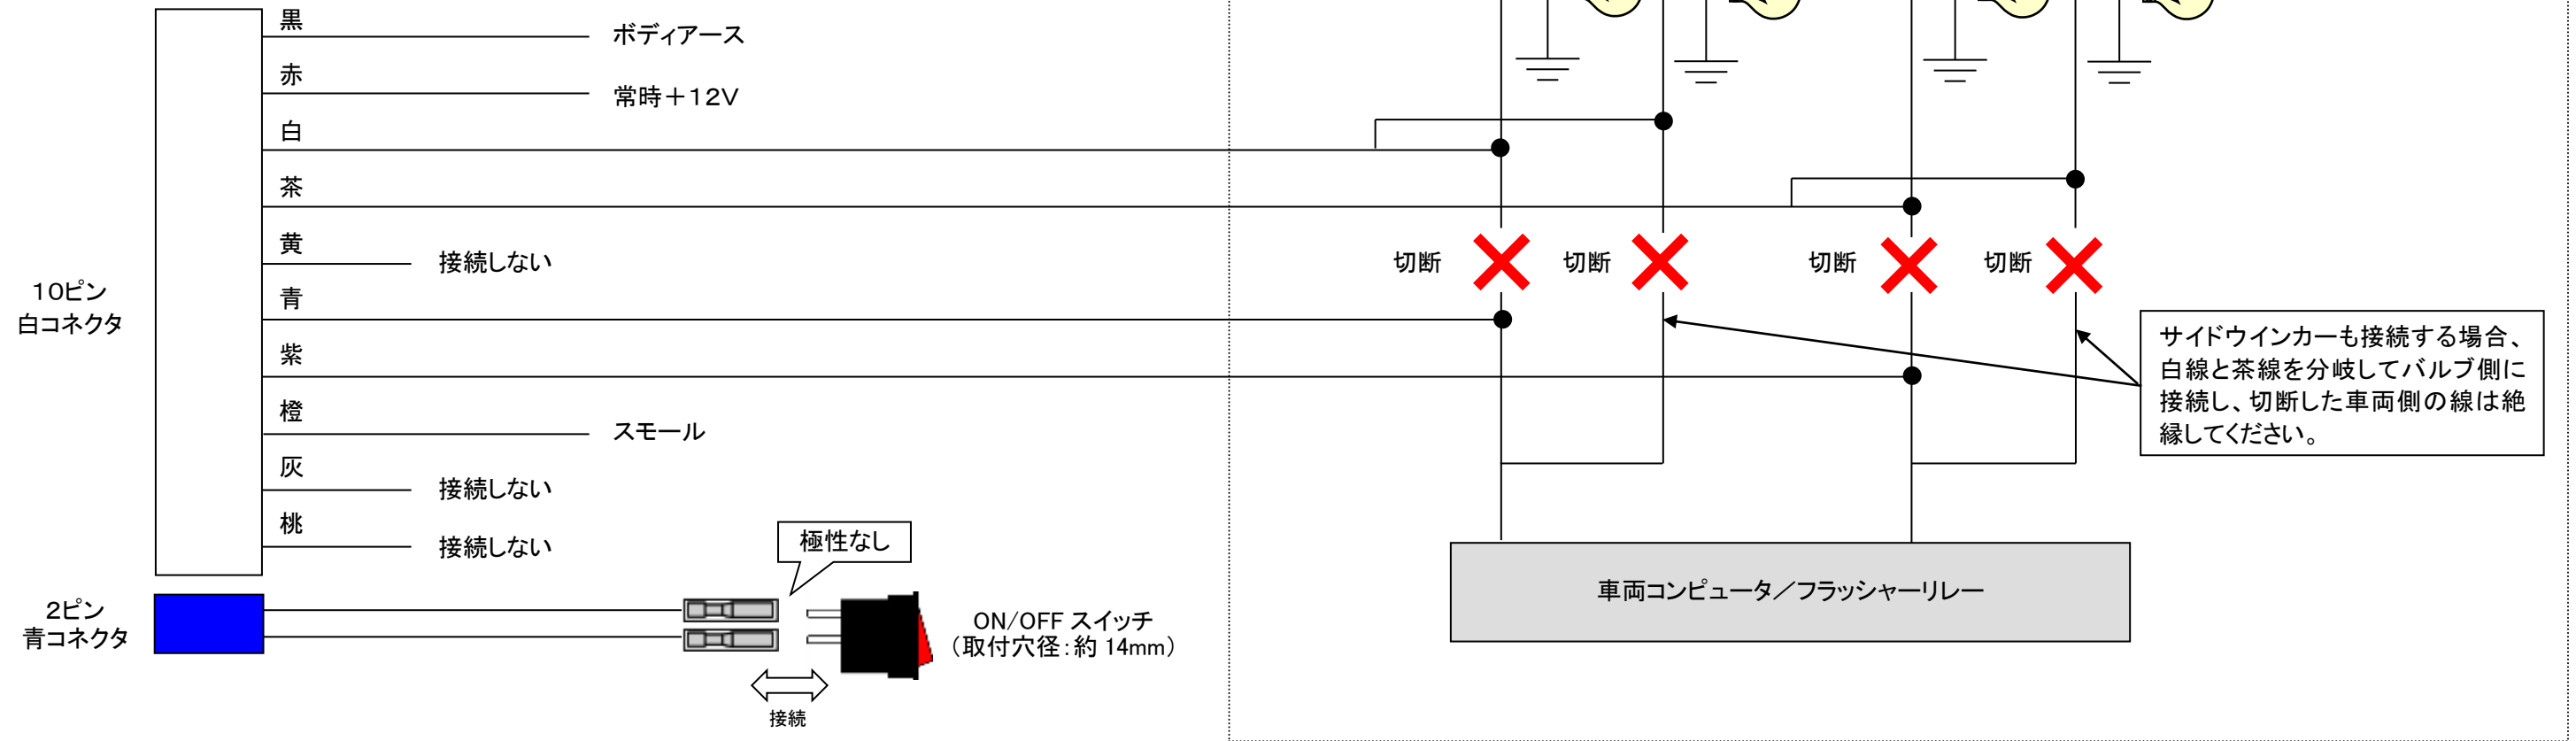 黒
ボディアース
赤
常時＋１２Ｖ
白
茶
黄
接続しない
切断
切断
切断
切断
１０ピン
白コネクタ
青
紫
サイドウインカーも接続する場合、
白線と茶線を分岐してバルブ側に
接続し、切断した車両側の線は絶
縁してください。
橙
スモール
灰
接続しない
桃
接続しない
極性なし
２ピン
青コネクタ
ON/OFF スイッチ
（取付穴径：約 14mm）
接続
車両コンピュータ／フラッシャーリレー